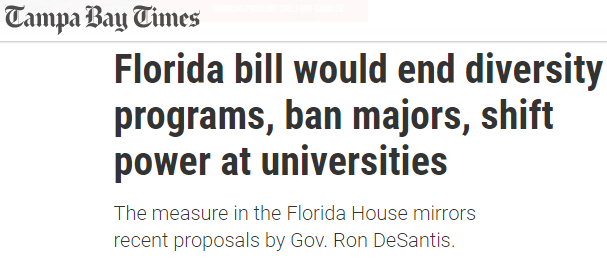 Tampa Bay Times
Florida bill would end diversity
programs, ban majors, shift
power at universities
The measure in the Florida House mirrors
recent proposals by Gov. Ron DeSantis.